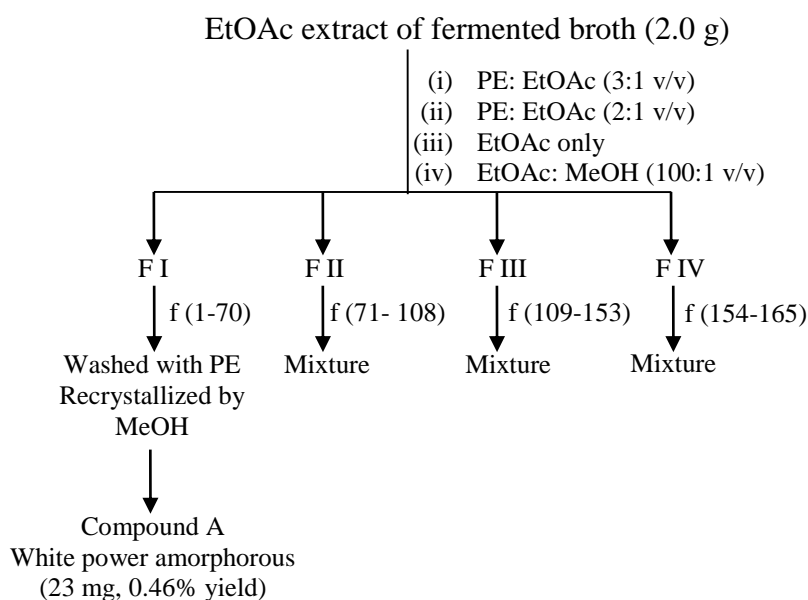 EtOAc extract of fermented broth (2.0 g)
(i) PE: EtOAc (3:1 v/v)
(ii) PE: EtOAc (2:1 v/v)
(iii) EtOAc only
(iv) EtOAc: MeOH (100:1 v/v)
F I F II F III F IV
f (1-70) f (71- 108) f (109-153) f (154-165)
Washed with PE Mixture Mixture Mixture
Recrystallized by
MeOH
Compound A
White power amorphorous
(23 mg, 0.46% yield)